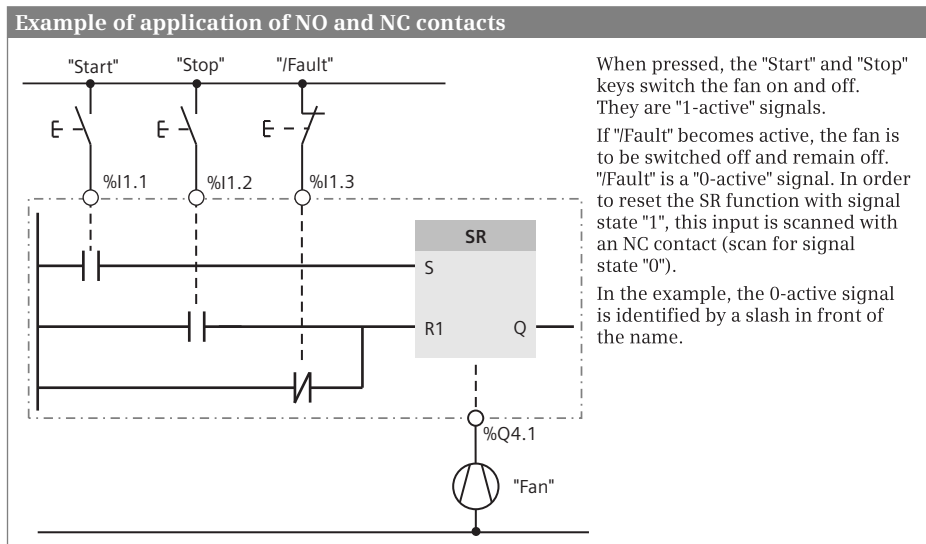 Example of application of NO and NC contacts
"Start"
"Stop"
"/Fault"
%I1.1
%I1.2
%I1.3
SR
S
R1
Q
%Q4.1
"Fan"
When pressed, the "Start" and "Stop"
keys switch the fan on and off.
They are "1-active" signals.
If "/Fault" becomes active, the fan is
to be switched off and remain off.
"/Fault" is a "0-active" signal. In order
to reset the SR function with signal
state "1", this input is scanned with
an NC contact (scan for signal
state "0").
In the example, the 0-active signal
is identified by a slash in front of
the name.